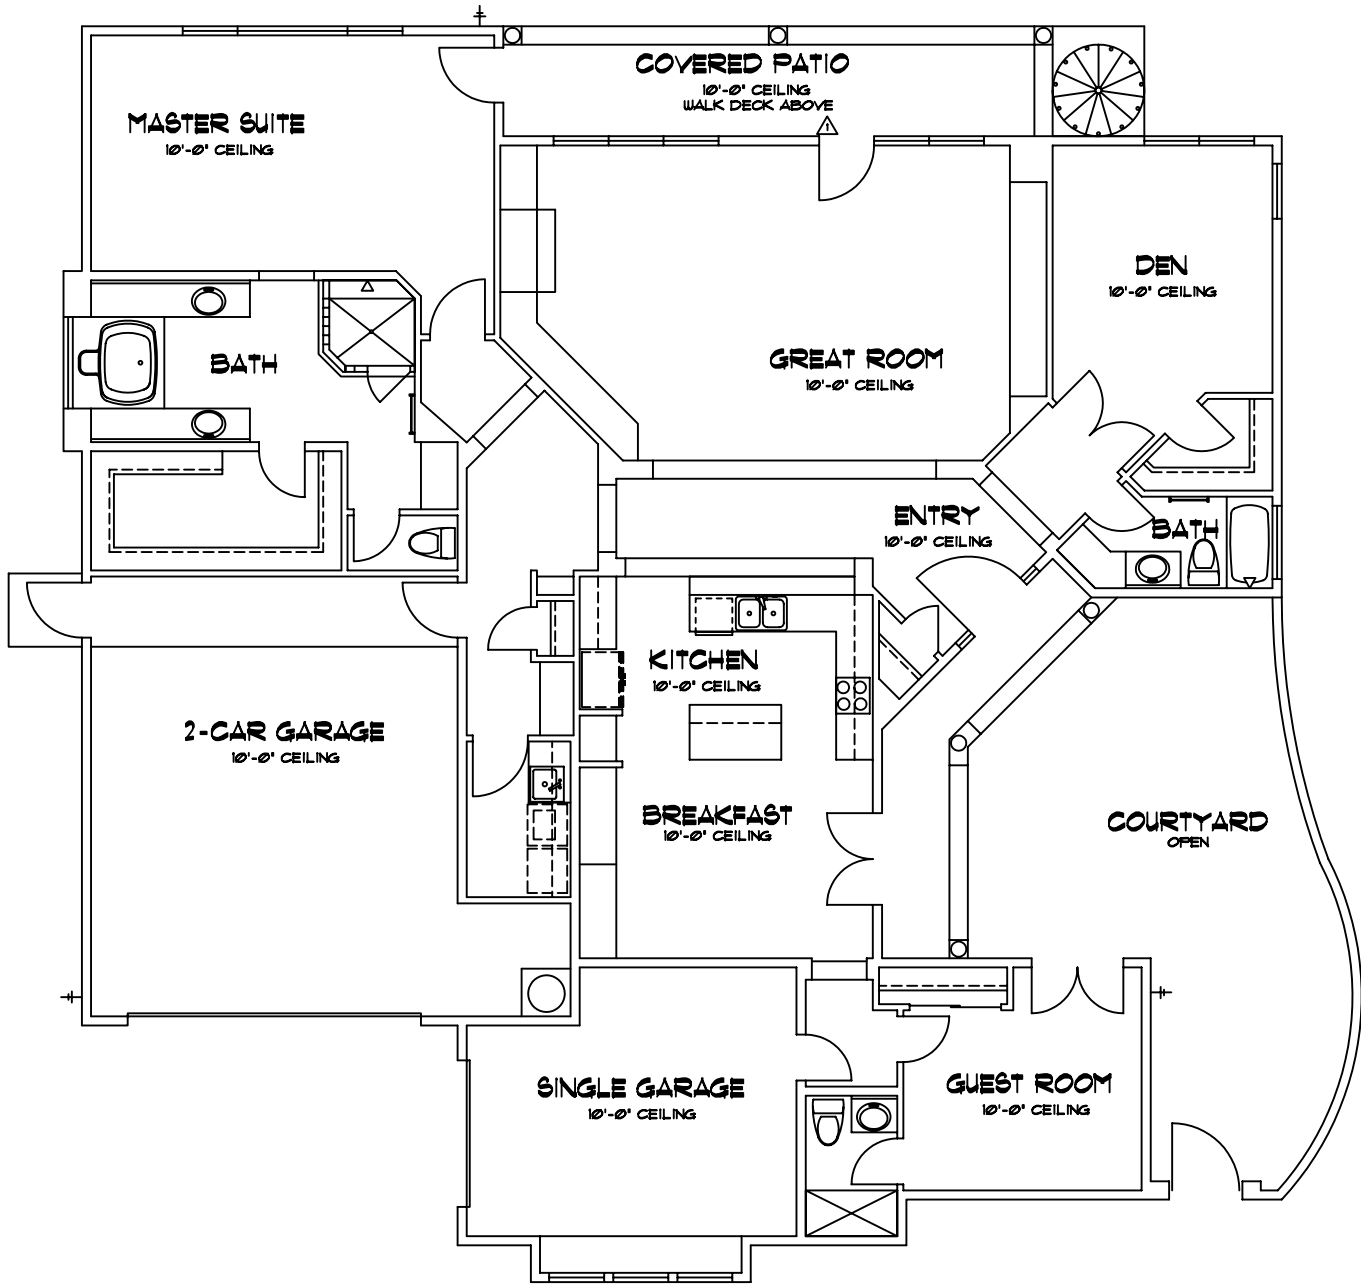 COVERED PATIO
10'-0" CEILING
WALK DECK ABOVE
1
MASTER SUITE
10'-0" CEILING
DEN
10'-0" CEILING
BATH
GREAT ROOM
10'-0" CEILING
ENTRY
10'-0" CEILING
BATH
KITCHEN
10'-0" CEILING
2-CAR GARAGE
10'-0" CEILING
BREAKFAST
10'-0" CEILING
COURTYARD
OPEN
SINGLE GARAGE
10'-0" CEILING
GUEST ROOM
10'-0" CEILING